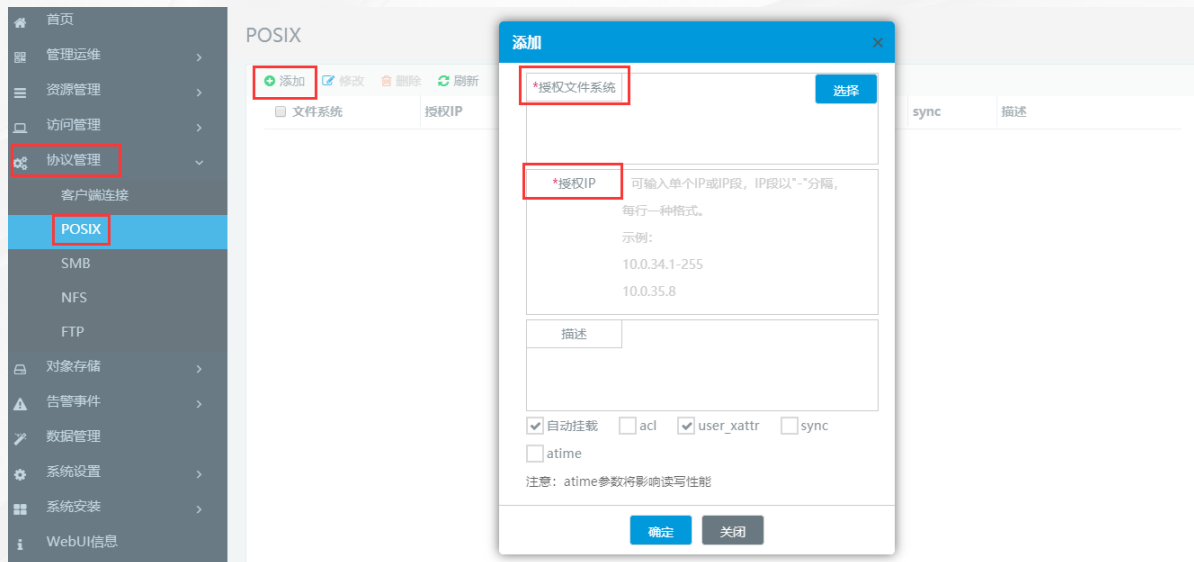 首页
管理运维
资源管理
访问管理
协议管理
客户端连接
POSIX
SMB
NFS
FTP
对象存储
告警事件
数据管理
系统设置
系统安装
WebUI信息
POSIX
添加 修改 删除 刷新
文件系统 授权IP sync 描述
添加
*授权文件系统 选择
*授权IP 可输入单个IP或IP段，IP段以"-"分隔，
每行一种格式。
示例：
10.0.34.1-255
10.0.35.8
描述
自动挂载 acl user_xattr sync
atime
注意：atime参数将影响读写性能
确定 关闭